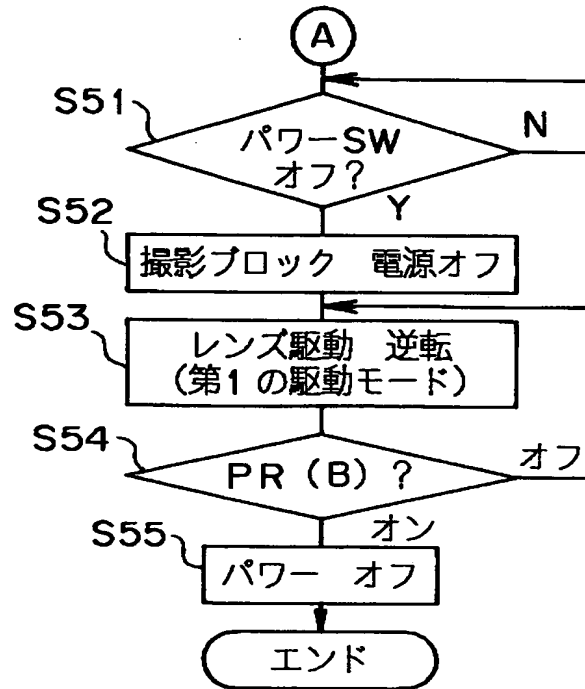 A
S51
パワーSW
オフ?
N
Y
S52
撮影ブロック 電源オフ
S53
レンズ駆動 逆転
(第1の駆動モード)
S54
PR(B)?
オフ
オン
S55
パワー オフ
エンド